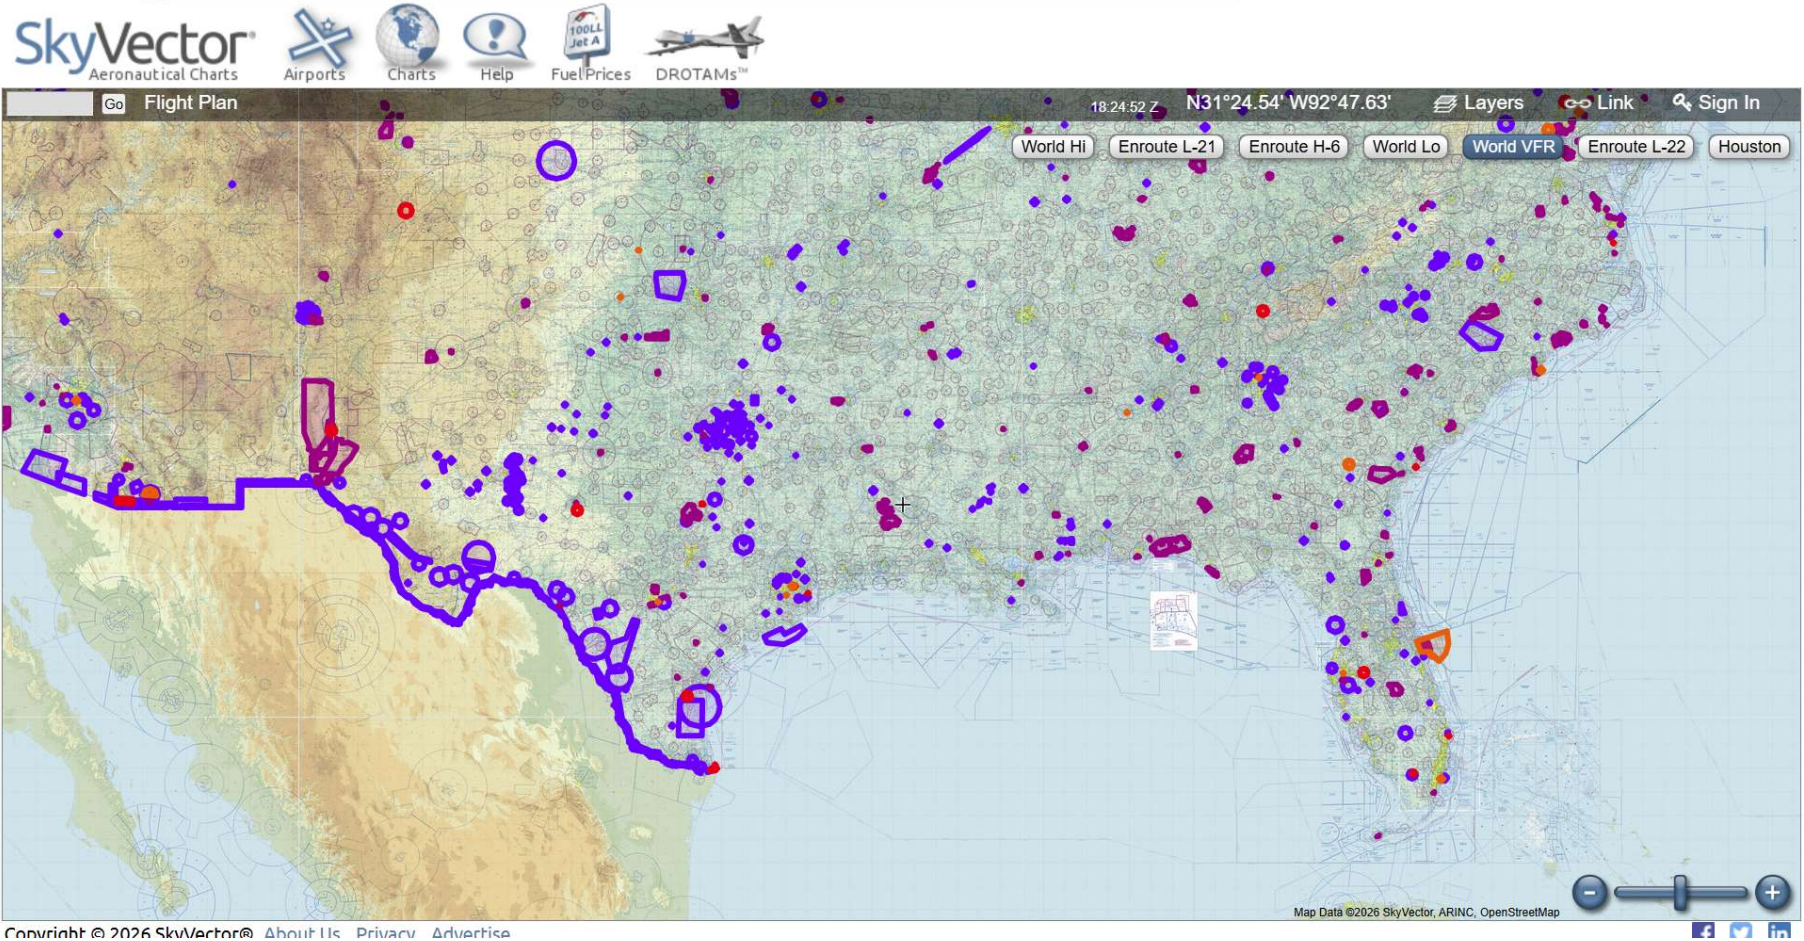 SkyVector®
Aeronautical Charts
Airports
Charts
Help
100LL
Jet A
Fuel Prices
DROTAMs™
Go
Flight Plan
18:24:52 Z
N31°24.54' W92°47.63'
Layers
Link
Sign In
World Hi
Enroute L-21
Enroute H-6
World Lo
World VFR
Enroute L-22
Houston
Map Data ©2026 SkyVector, ARINC, OpenStreetMap
Copyright © 2026 SkyVector® About Us Privacy Advertise